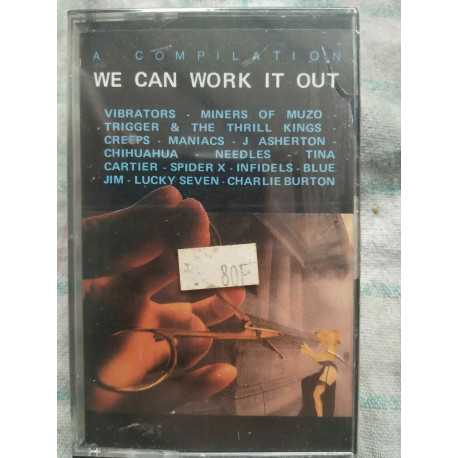 A COMPILATION
WE CAN WORK IT OUT
VIBRATORS - MINERS OF MUZO -
TRIGGER & THE THRILL KINGS -
CREEPS - MANIACS - J ASHERTON -
CHIHUAHUA - NEEDLES - TINA
CARTIER - SPIDER X - INFIDELS - BLUE
JIM - LUCKY SEVEN - CHARLIE BURTON
80F